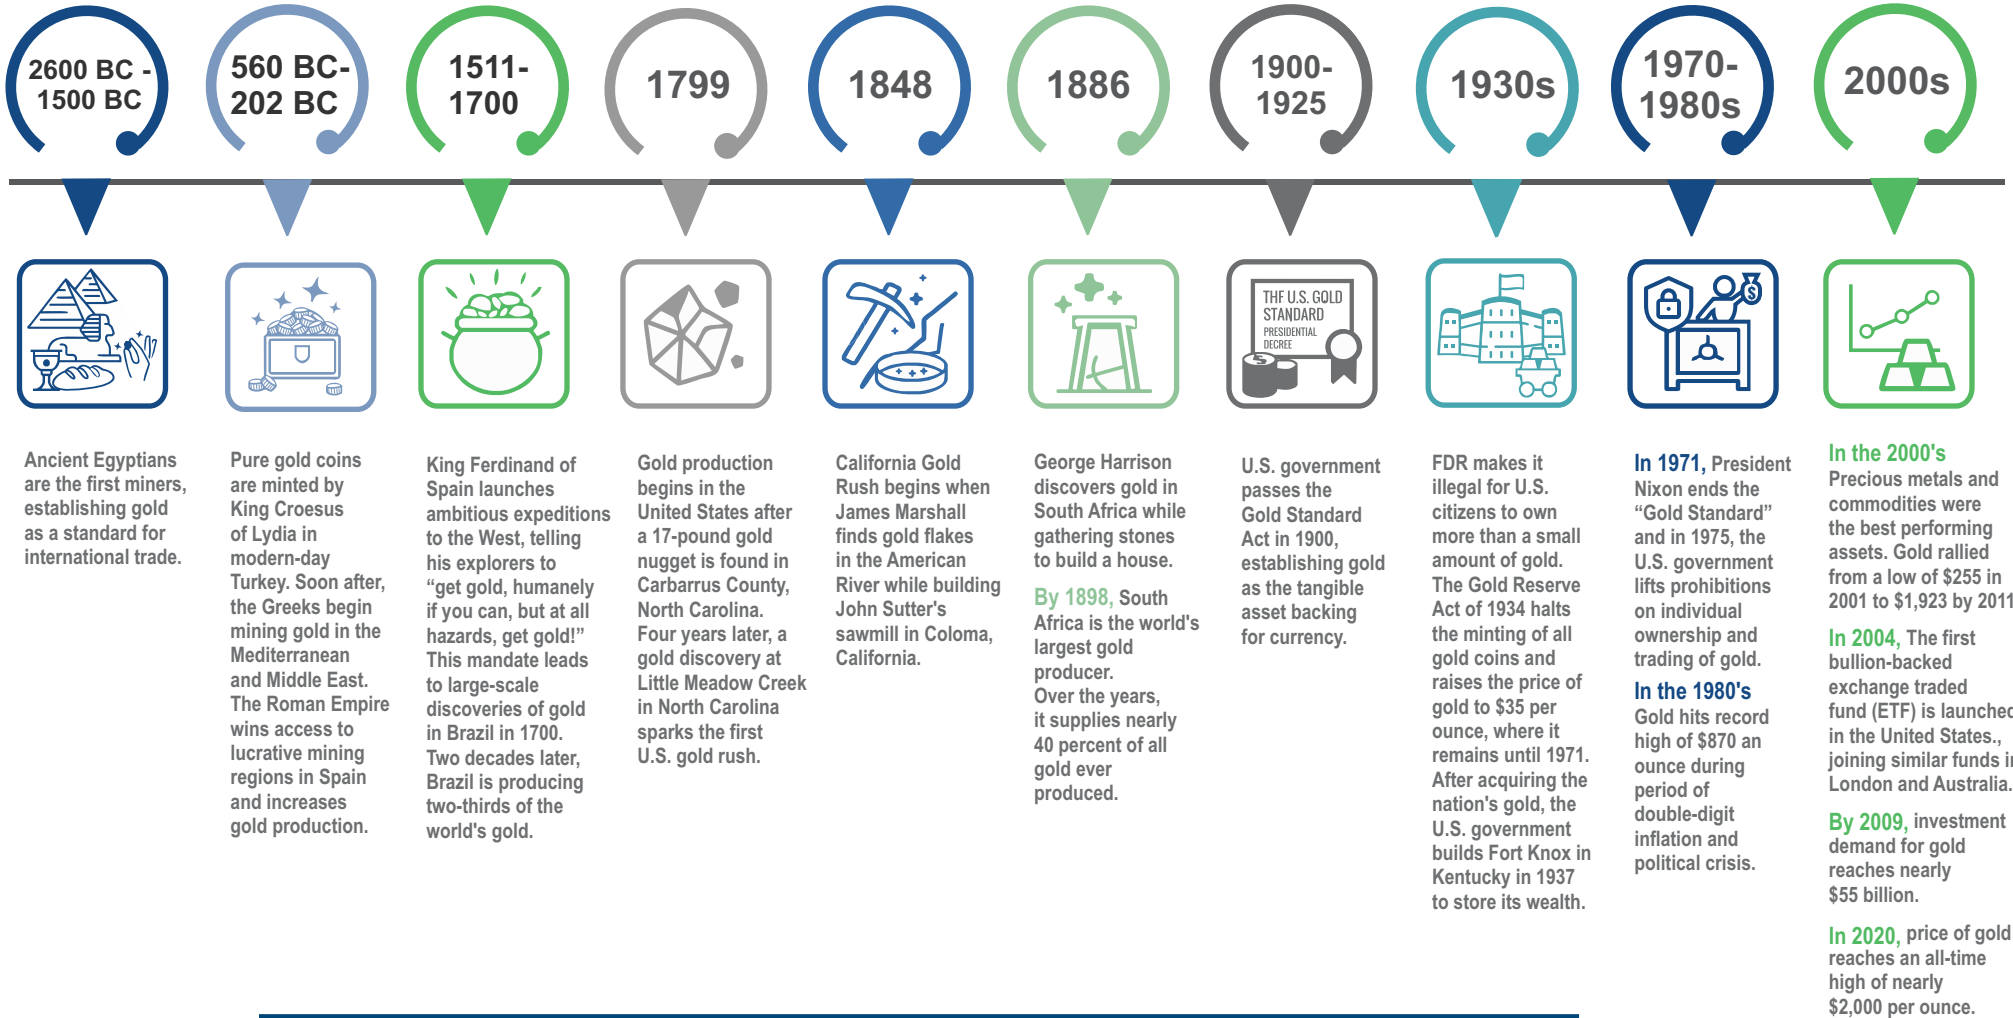 2600 BC -
1500 BC
560 BC-
202 BC
1511-
1700
1799
1848
1886
1900-
1925
1930s
1970-
1980s
2000s
THF U.S. GOLD
STANDARD
PRESIDENTIAL
DECREE
Ancient Egyptians
are the first miners,
establishing gold
as a standard for
international trade.
Pure gold coins
are minted by
King Croesus
of Lydia in
modern-day
Turkey. Soon after,
the Greeks begin
mining gold in the
Mediterranean
and Middle East.
The Roman Empire
wins access to
lucrative mining
regions in Spain
and increases
gold production.
King Ferdinand of
Spain launches
ambitious expeditions
to the West, telling
his explorers to
“get gold, humanely
if you can, but at all
hazards, get gold!”
This mandate leads
to large-scale
discoveries of gold
in Brazil in 1700.
Two decades later,
Brazil is producing
two-thirds of the
world's gold.
Gold production
begins in the
United States after
a 17-pound gold
nugget is found in
Carbarrus County,
North Carolina.
Four years later, a
gold discovery at
Little Meadow Creek
in North Carolina
sparks the first
U.S. gold rush.
California Gold
Rush begins when
James Marshall
finds gold flakes
in the American
River while building
John Sutter's
sawmill in Coloma,
California.
George Harrison
discovers gold in
South Africa while
gathering stones
to build a house.
By 1898, South
Africa is the world's
largest gold
producer.
Over the years,
it supplies nearly
40 percent of all
gold ever
produced.
U.S. government
passes the
Gold Standard
Act in 1900,
establishing gold
as the tangible
asset backing
for currency.
FDR makes it
illegal for U.S.
citizens to own
more than a small
amount of gold.
The Gold Reserve
Act of 1934 halts
the minting of all
gold coins and
raises the price of
gold to $35 per
ounce, where it
remains until 1971.
After acquiring the
nation's gold, the
U.S. government
builds Fort Knox in
Kentucky in 1937
to store its wealth.
In 1971, President
Nixon ends the
“Gold Standard”
and in 1975, the
U.S. government
lifts prohibitions
on individual
ownership and
trading of gold.
In the 1980's
Gold hits record
high of $870 an
ounce during
period of
double-digit
inflation and
political crisis.
In the 2000's
Precious metals and
commodities were
the best performing
assets. Gold rallied
from a low of $255 in
2001 to $1,923 by 2011
In 2004, The first
bullion-backed
exchange traded
fund (ETF) is launched
in the United States.,
joining similar funds in
London and Australia.
By 2009, investment
demand for gold
reaches nearly
$55 billion.
In 2020, price of gold
reaches an all-time
high of nearly
$2,000 per ounce.